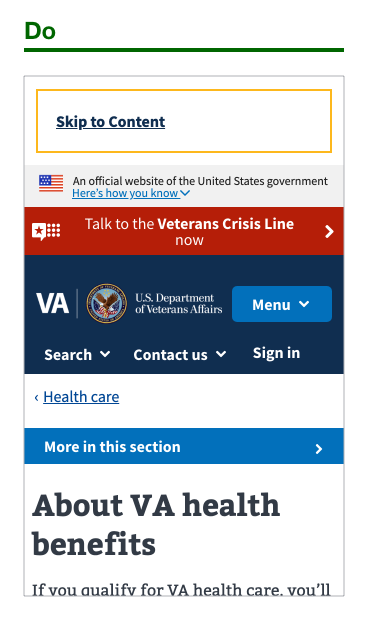 Do
Skip to Content
An official website of the United States government
Here's how you know
Talk to the Veterans Crisis Line
now
VA
U.S. Department
of Veterans Affairs
Menu
Search
Contact us
Sign in
‹ Health care
More in this section
About VA health
benefits
If you qualify for VA health care, you'll